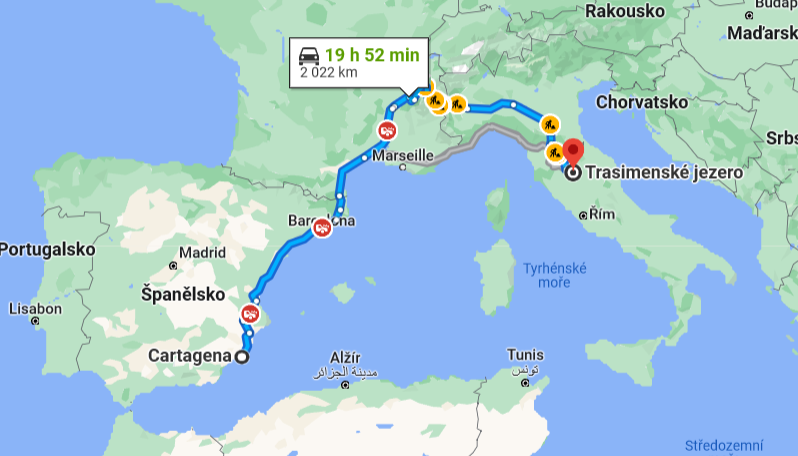 Rakousko
Budap
Maďarsk
19 h 52 min
2 022 km
Chorvatsko
Srbs
Marseille
Trasimenské jezero
Řím
Barcelona
Portugalsko
Madrid
Tyrhénské
moře
Španělsko
Lisabon
Cartagena
Alžír
مدينة الجزائر
Tunis
تونس
Středozemní